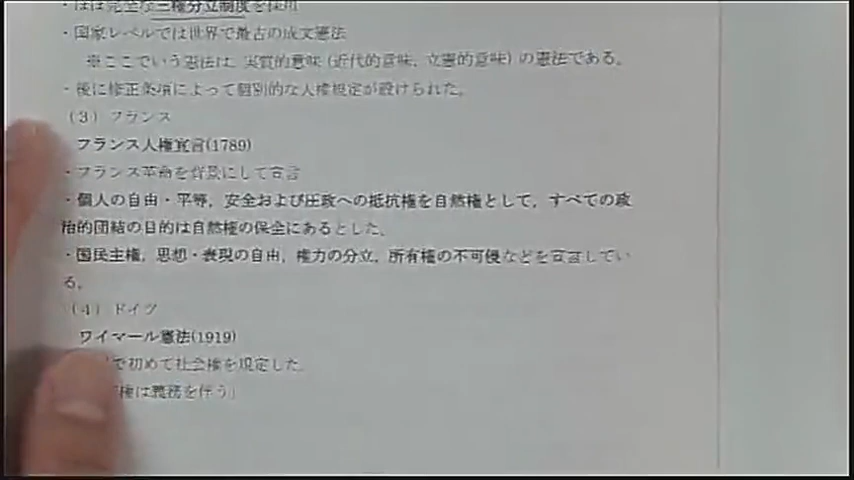 ・ほぼ完全な三権分立制度を採用
・国家レベルでは世界で最古の成文憲法
※ここでいう憲法は，実質的意味（近代的意味，立憲的意味）の憲法である。
・後に修正条項によって個別的な人権規定が設けられた。
（3）フランス
フランス人権宣言(1789)
・フランス革命を背景にして宣言
・個人の自由・平等，安全および圧政への抵抗権を自然権として，すべての政
治的団結の目的は自然権の保全にあるとした。
・国民主権，思想・表現の自由，権力の分立，所有権の不可侵などを宣言してい
る。
（4）ドイツ
ワイマール憲法(1919)
で初めて社会権を規定した。
権は義務を伴う」